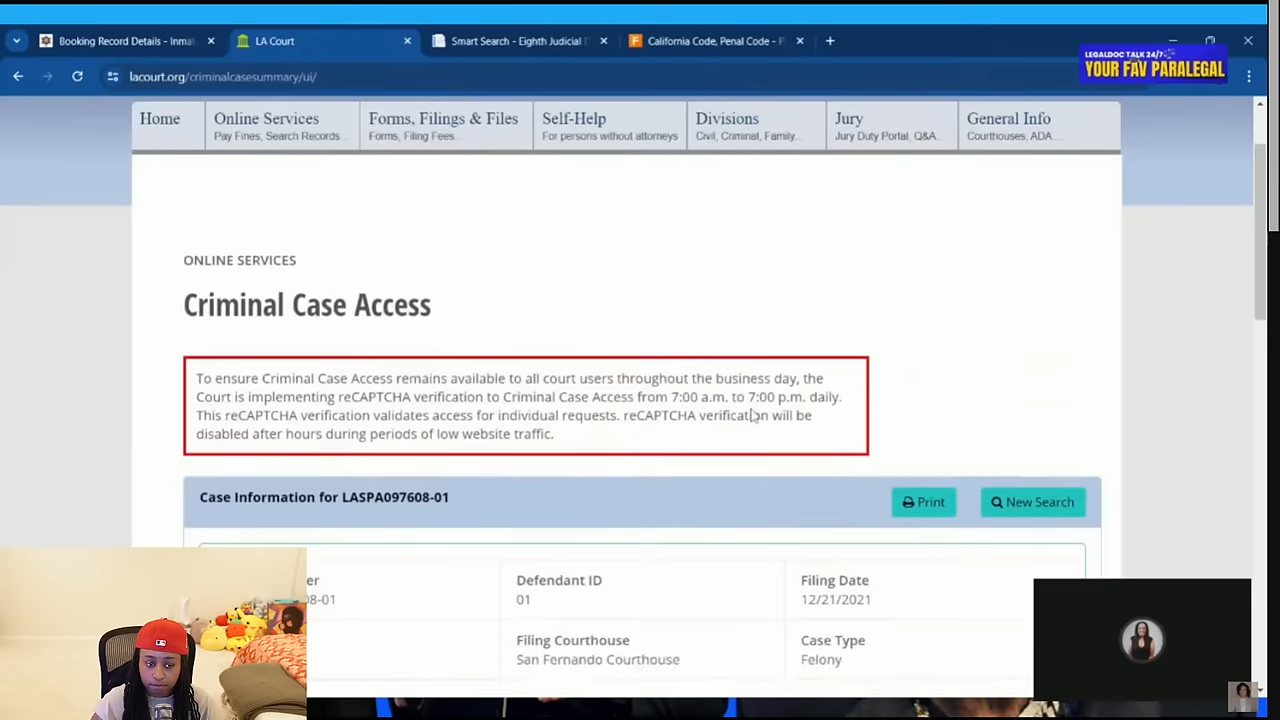 Booking Record Details - Inmat
LA Court
Smart Search - Eighth Judicial
California Code, Penal Code - P
LEGALDOC TALK 24/7
YOUR FAV PARALEGAL
lacourt.org/criminalcasesummary/ui/
Home
Online Services
Pay Fines, Search Records...
Forms, Filings & Files
Forms, Filing Fees...
Self-Help
For persons without attorneys
Divisions
Civil, Criminal, Family...
Jury
Jury Duty Portal, Q&A...
General Info
Courthouses, ADA...
ONLINE SERVICES
Criminal Case Access
To ensure Criminal Case Access remains available to all court users throughout the business day, the
Court is implementing reCAPTCHA verification to Criminal Case Access from 7:00 a.m. to 7:00 p.m. daily.
This reCAPTCHA verification validates access for individual requests. reCAPTCHA verification will be
disabled after hours during periods of low website traffic.
Case Information for LASPA097608-01
Print
New Search
er
8-01
Defendant ID
01
Filing Date
12/21/2021
Filing Courthouse
San Fernando Courthouse
Case Type
Felony